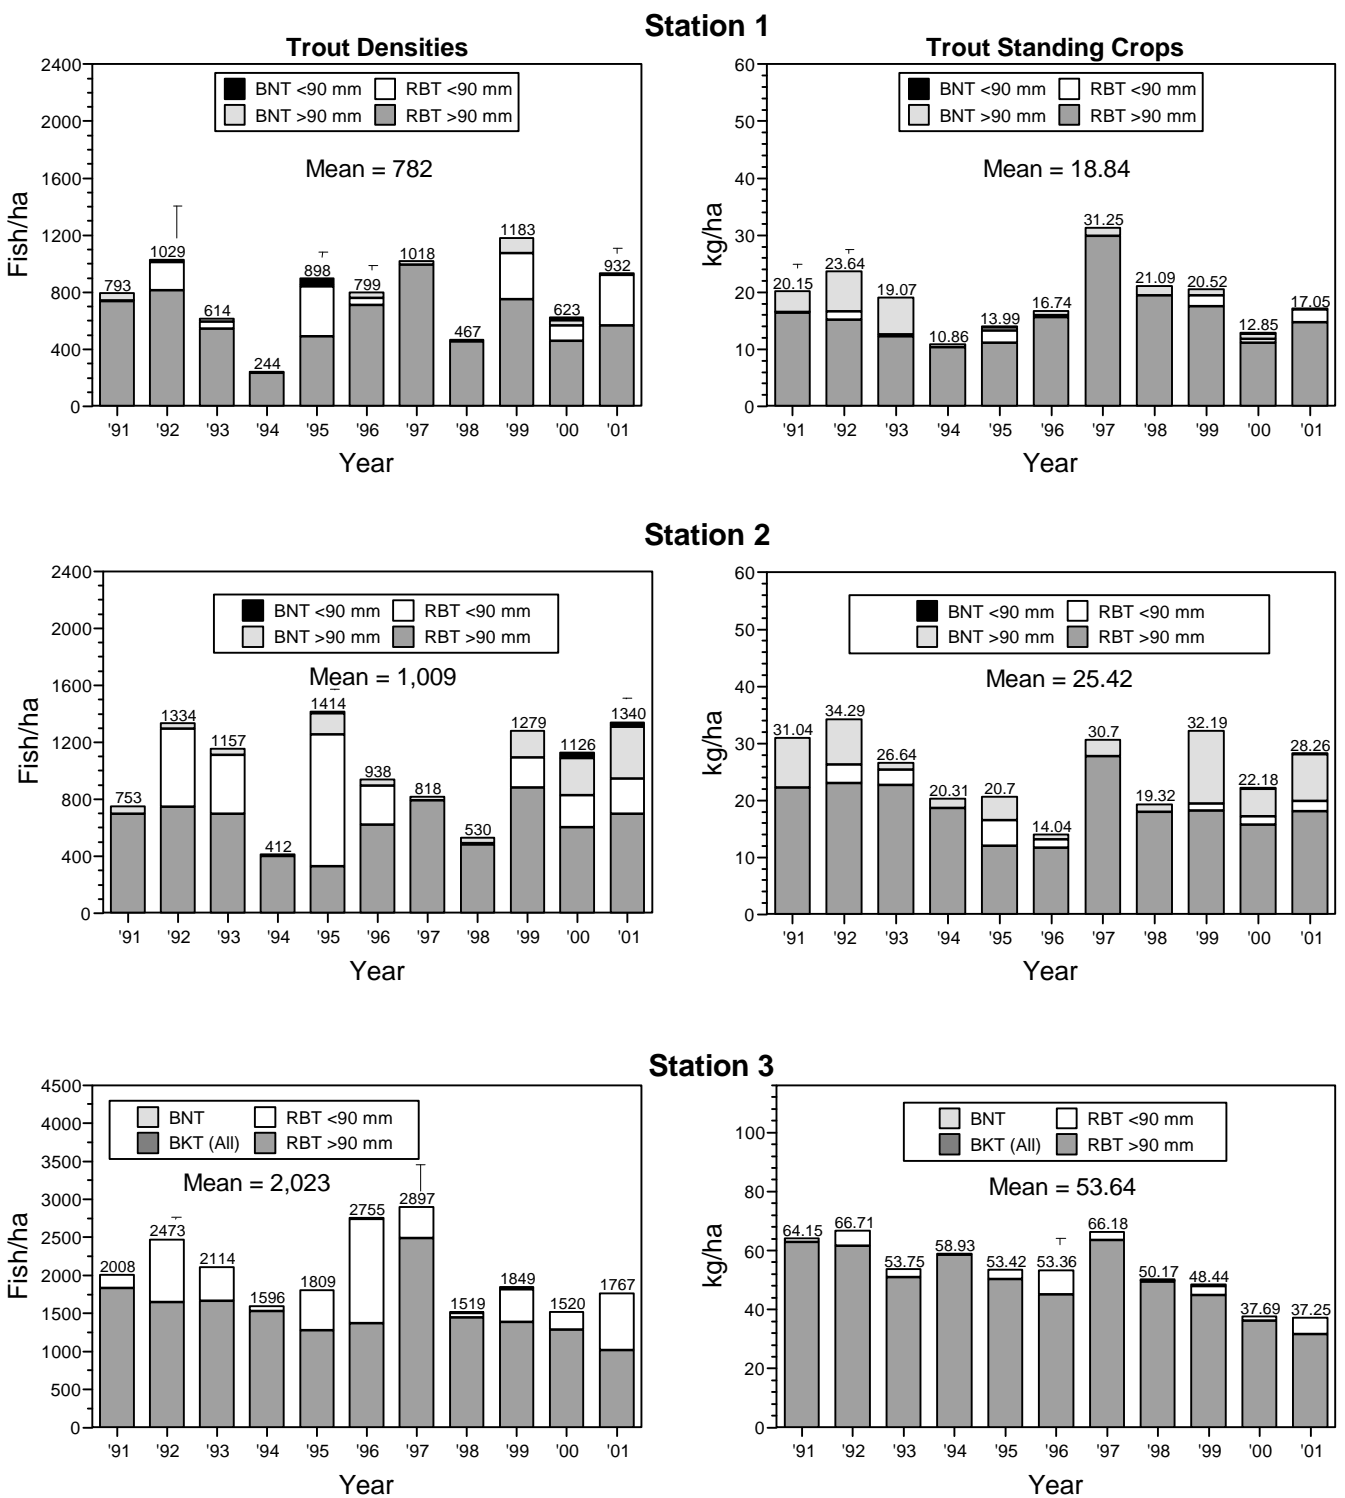 Station 1
Trout Densities
Trout Standing Crops
2400
2000
1600
1200
800
400
0
Fish/ha
BNT <90 mm RBT <90 mm
BNT >90 mm RBT >90 mm
Mean = 782
793 1029 614 244 898 799 1018 467 1183 623 932
'91 '92 '93 '94 '95 '96 '97 '98 '99 '00 '01
Year
60
50
40
30
20
10
0
kg/ha
BNT <90 mm RBT <90 mm
BNT >90 mm RBT >90 mm
Mean = 18.84
20.15 23.64 19.07 10.86 13.99 16.74 31.25 21.09 20.52 12.85 17.05
'91 '92 '93 '94 '95 '96 '97 '98 '99 '00 '01
Year
Station 2
2400
2000
1600
1200
800
400
0
Fish/ha
BNT <90 mm RBT <90 mm
BNT >90 mm RBT >90 mm
Mean = 1,009
753 1334 1157 412 1414 938 818 530 1279 1126 1340
'91 '92 '93 '94 '95 '96 '97 '98 '99 '00 '01
Year
60
50
40
30
20
10
0
kg/ha
BNT <90 mm RBT <90 mm
BNT >90 mm RBT >90 mm
Mean = 25.42
31.04 34.29 26.64 20.31 20.7 14.04 30.7 19.32 32.19 22.18 28.26
'91 '92 '93 '94 '95 '96 '97 '98 '99 '00 '01
Year
Station 3
4500
4000
3500
3000
2500
2000
1500
1000
500
0
Fish/ha
BNT RBT <90 mm
BKT (All) RBT >90 mm
Mean = 2,023
2008 2473 2114 1596 1809 2755 2897 1519 1849 1520 1767
'91 '92 '93 '94 '95 '96 '97 '98 '99 '00 '01
Year
100
80
60
40
20
0
kg/ha
BNT RBT <90 mm
BKT (All) RBT >90 mm
Mean = 53.64
64.15 66.71 53.75 58.93 53.42 53.36 66.18 50.17 48.44 37.69 37.25
'91 '92 '93 '94 '95 '96 '97 '98 '99 '00 '01
Year